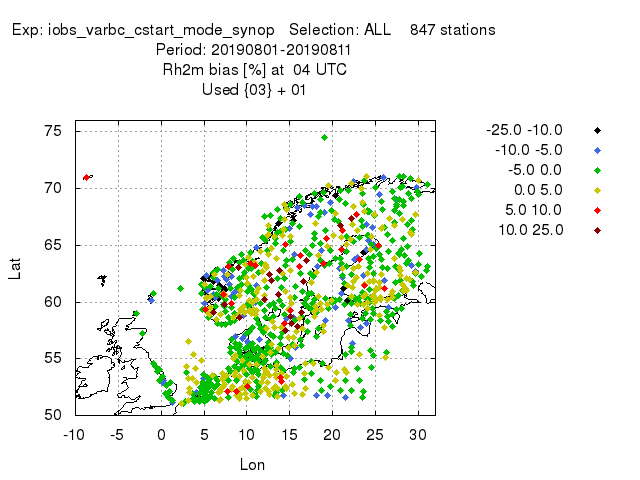 Exp: iobs_varbc_cstart_mode_synop   Selection: ALL    847 stations
Period: 20190801-20190811
Rh2m bias [%] at  04 UTC
Used {03} + 01
-25.0 -10.0
-10.0 -5.0
-5.0 0.0
0.0 5.0
5.0 10.0
10.0 25.0
75
70
65
60
55
50
Lat
-10 -5 0 5 10 15 20 25 30
Lon